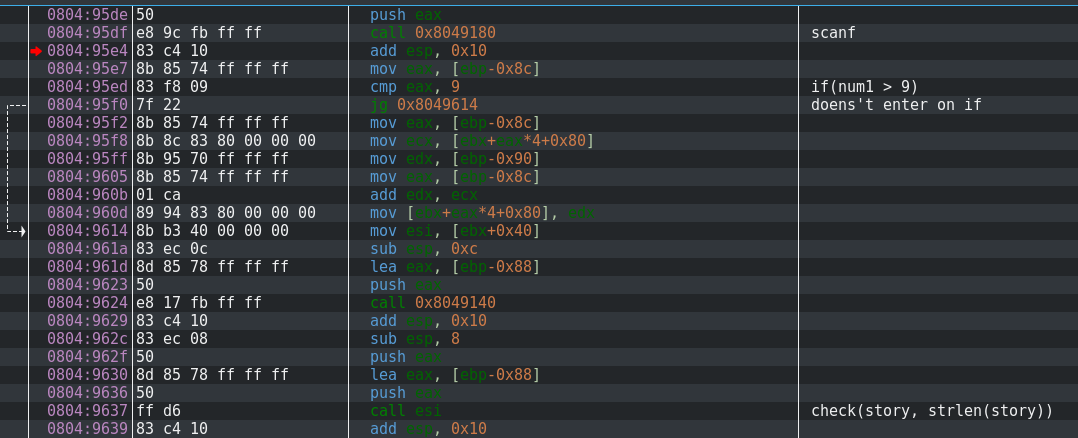 0804:95de 50 push eax
0804:95df e8 9c fb ff ff call 0x8049180 scanf
0804:95e4 83 c4 10 add esp, 0x10
0804:95e7 8b 85 74 ff ff ff mov eax, [ebp-0x8c]
0804:95ed 83 f8 09 cmp eax, 9 if(num1 > 9)
0804:95f0 7f 22 jg 0x8049614 doens't enter on if
0804:95f2 8b 85 74 ff ff ff mov eax, [ebp-0x8c]
0804:95f8 8b 8c 83 80 00 00 00 mov ecx, [ebx+eax*4+0x80]
0804:95ff 8b 95 70 ff ff ff mov edx, [ebp-0x90]
0804:9605 8b 85 74 ff ff ff mov eax, [ebp-0x8c]
0804:960b 01 ca add edx, ecx
0804:960d 89 94 83 80 00 00 00 mov [ebx+eax*4+0x80], edx
0804:9614 8b b3 40 00 00 00 mov esi, [ebx+0x40]
0804:961a 83 ec 0c sub esp, 0xc
0804:961d 8d 85 78 ff ff ff lea eax, [ebp-0x88]
0804:9623 50 push eax
0804:9624 e8 17 fb ff ff call 0x8049140
0804:9629 83 c4 10 add esp, 0x10
0804:962c 83 ec 08 sub esp, 8
0804:962f 50 push eax
0804:9630 8d 85 78 ff ff ff lea eax, [ebp-0x88]
0804:9636 50 push eax
0804:9637 ff d6 call esi check(story, strlen(story))
0804:9639 83 c4 10 add esp, 0x10